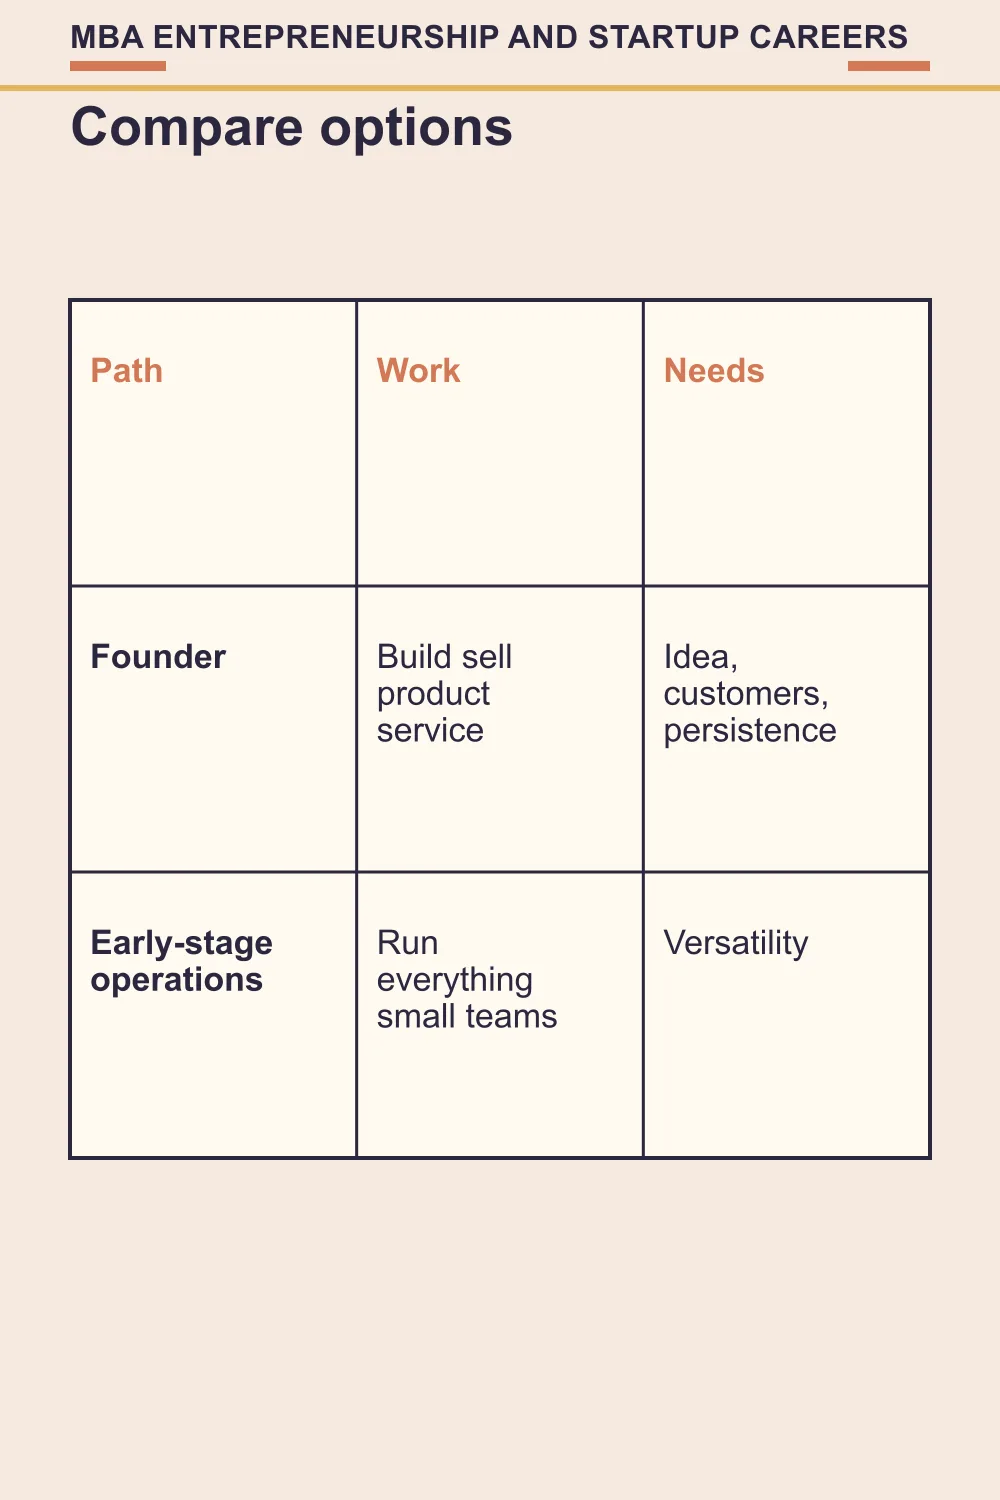 MBA ENTREPRENEURSHIP AND STARTUP CAREERS
Compare options
Path
Work
Needs
Founder
Build sell
product
service
Idea,
customers,
persistence
Early-stage
operations
Run
everything
small teams
Versatility